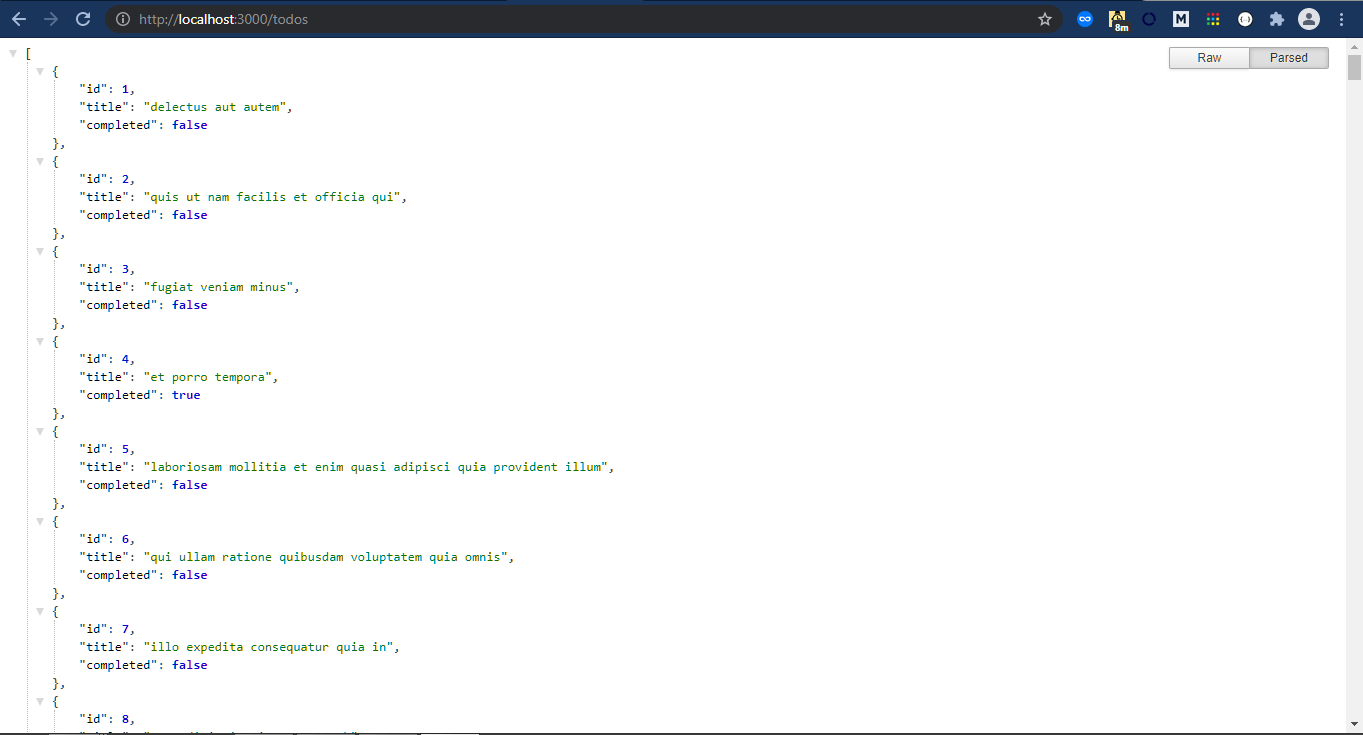 http://localhost:3000/todos
8m
M
Raw
Parsed
[
{
"id": 1,
"title": "delectus aut autem",
"completed": false
},
{
"id": 2,
"title": "quis ut nam facilis et officia qui",
"completed": false
},
{
"id": 3,
"title": "fugiat veniam minus",
"completed": false
},
{
"id": 4,
"title": "et porro tempora",
"completed": true
},
{
"id": 5,
"title": "laboriosam mollitia et enim quasi adipisci quia provident illum",
"completed": false
},
{
"id": 6,
"title": "qui ullam ratione quibusdam voluptatem quia omnis",
"completed": false
},
{
"id": 7,
"title": "illo expedita consequatur quia in",
"completed": false
},
{
"id": 8,